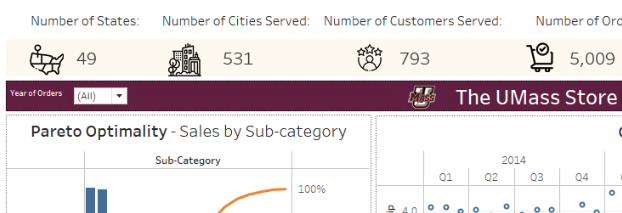 Number of States: Number of Cities Served: Number of Customers Served: Number of
49 531 793 5,009
Year of Orders (All) The UMass Store
Pareto Optimality - Sales by Sub-category
Sub-Category 2014
Q1 Q2 Q3 Q4
100%
4.0